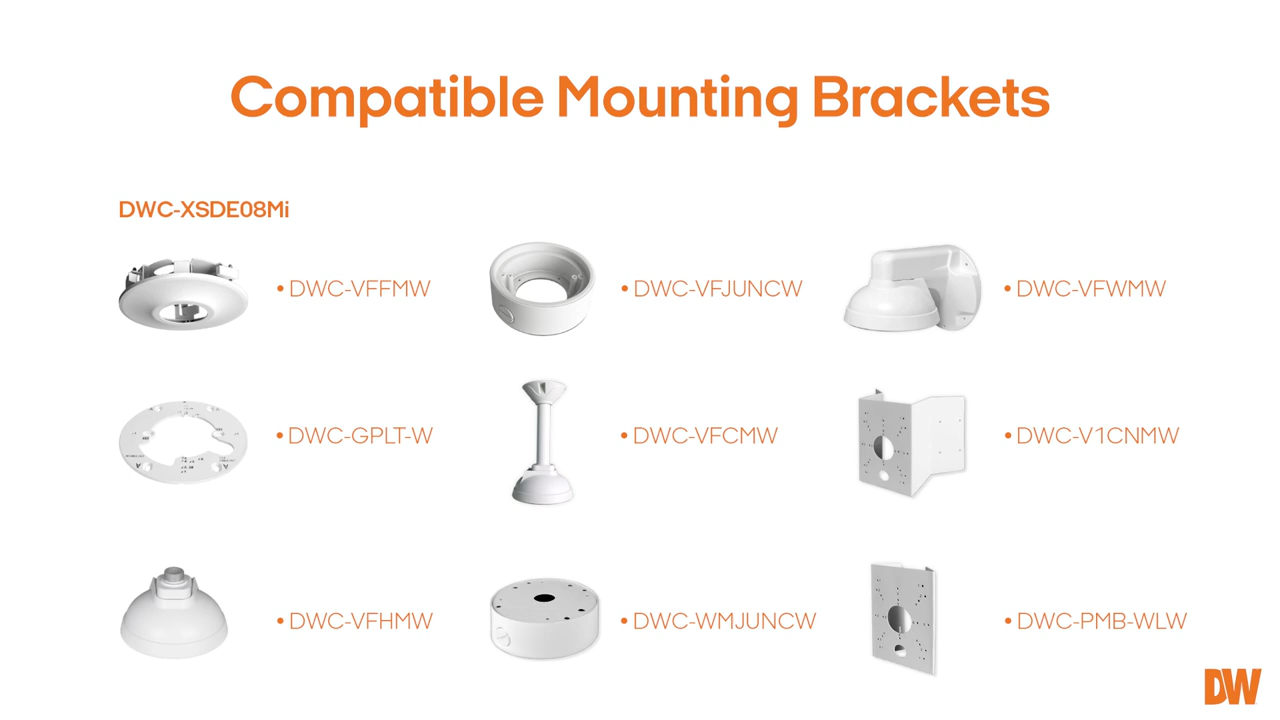 Compatible Mounting Brackets
DWC-XSDE08Mi
• DWC-VFFMW
• DWC-VFJUNCW
• DWC-VFWMW
• DWC-GPLT-W
• DWC-VFCMW
• DWC-V1CNMW
• DWC-VFHMW
• DWC-WMJUNCW
• DWC-PMB-WLW
DW